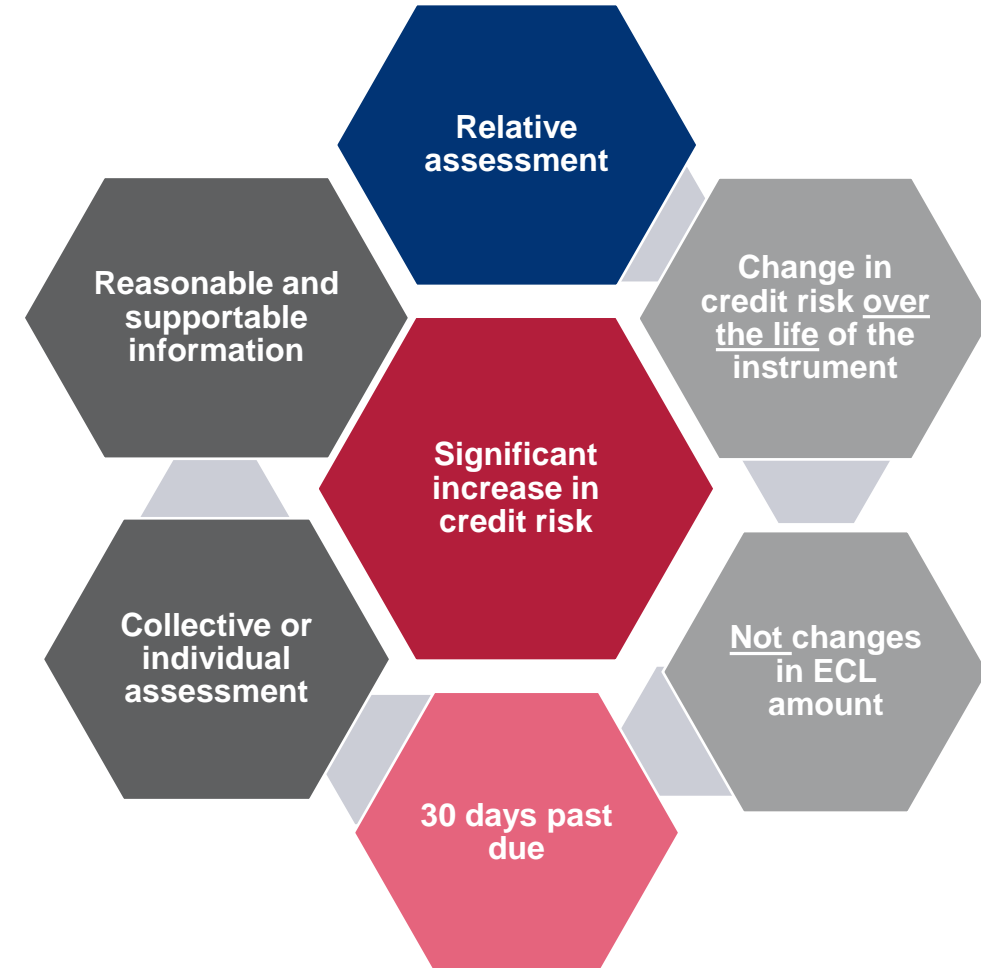 Relative
assessment
Change in
credit risk over
the life of the
instrument
Not changes
in ECL
amount
30 days past
due
Collective or
individual
assessment
Reasonable and
supportable
information
Significant
increase in
credit risk